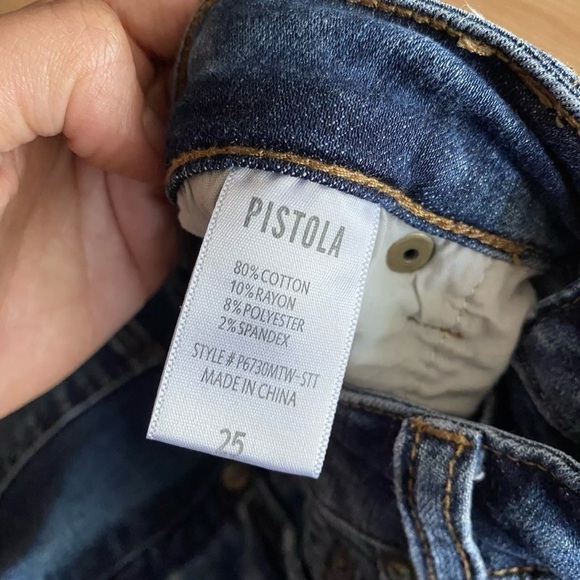 PISTOLA
80% COTTON
10% RAYON
8% POLYESTER
2% SPANDEX
STYLE # P6730MTW-STT
MADE IN CHINA
25